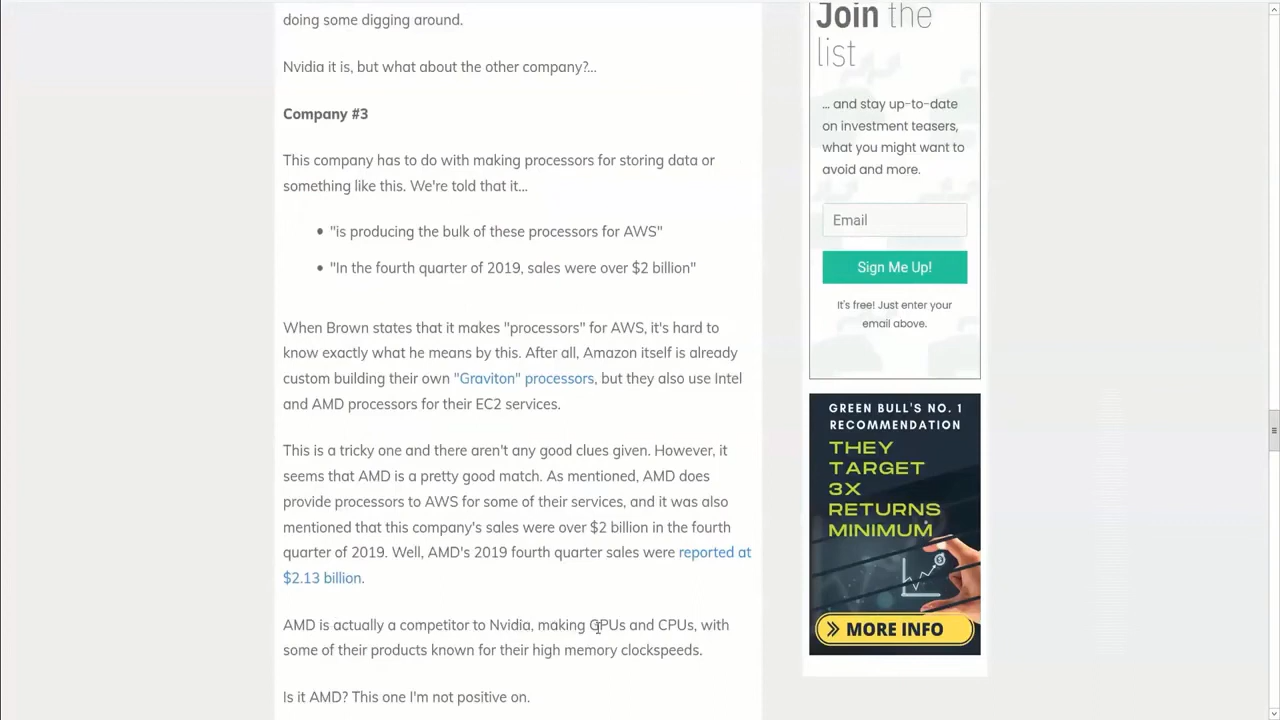 doing some digging around.
Nvidia it is, but what about the other company?...
Company #3
This company has to do with making processors for storing data or
something like this. We're told that it...
• "is producing the bulk of these processors for AWS"
• "In the fourth quarter of 2019, sales were over $2 billion"
When Brown states that it makes "processors" for AWS, it's hard to
know exactly what he means by this. After all, Amazon itself is already
custom building their own "Graviton" processors, but they also use Intel
and AMD processors for their EC2 services.
This is a tricky one and there aren't any good clues given. However, it
seems that AMD is a pretty good match. As mentioned, AMD does
provide processors to AWS for some of their services, and it was also
mentioned that this company's sales were over $2 billion in the fourth
quarter of 2019. Well, AMD's 2019 fourth quarter sales were reported at
$2.13 billion.
AMD is actually a competitor to Nvidia, making GPUs and CPUs, with
some of their products known for their high memory clockspeeds.
Is it AMD? This one I'm not positive on.
Join the
list
... and stay up-to-date
on investment teasers,
what you might want to
avoid and more.
Email
Sign Me Up!
It's free! Just enter your
email above.
GREEN BULL'S NO. 1
RECOMMENDATION
THEY
TARGET
3X
RETURNS
MINIMUM
MORE INFO